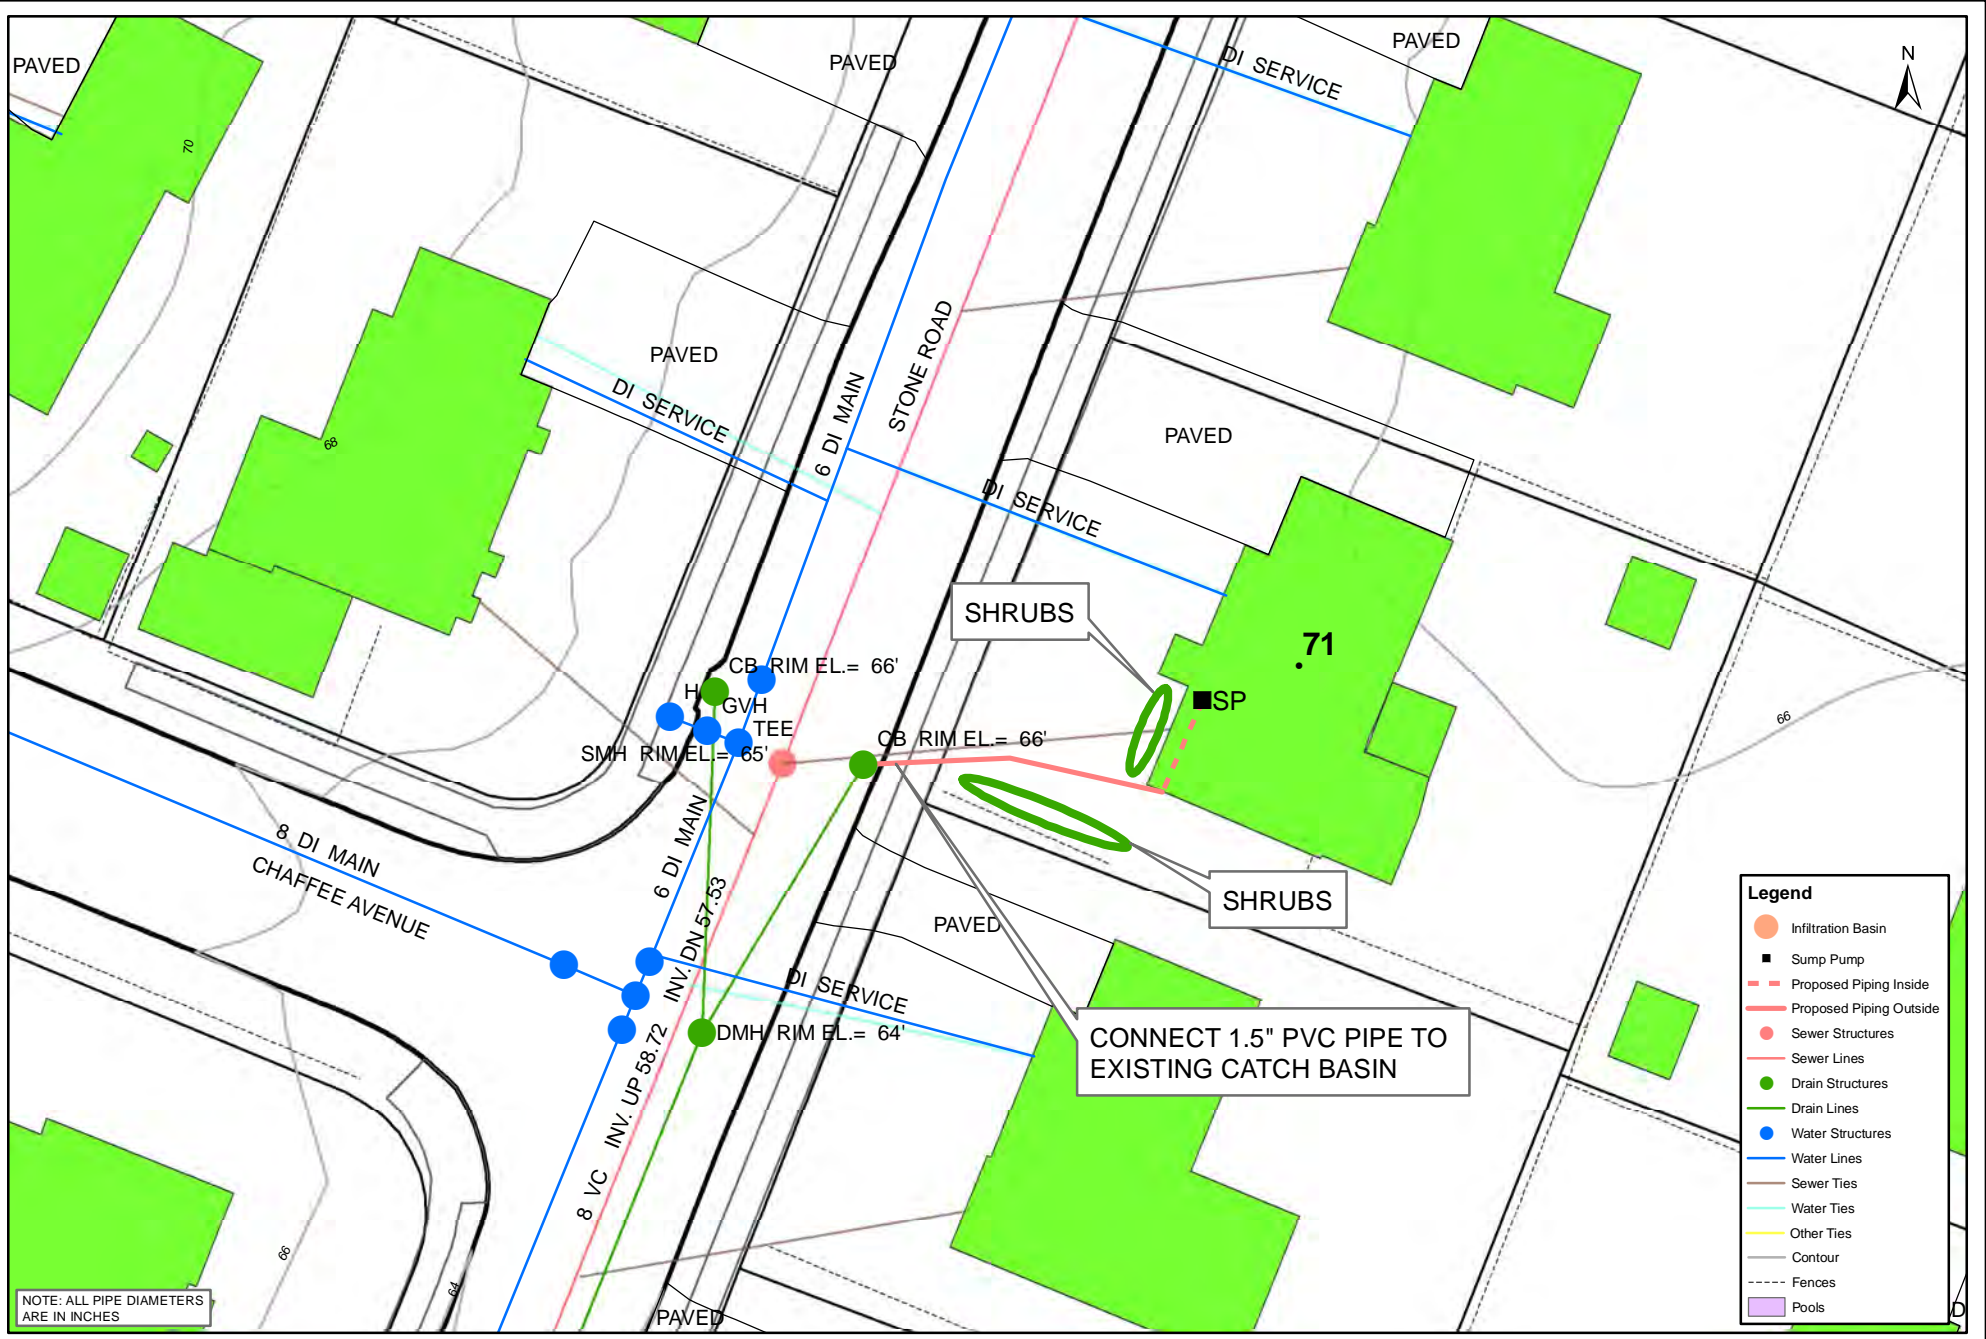 PAVED
PAVED
PAVED
N
DI SERVICE
70
STONE ROAD
PAVED
6 DI MAIN
DI SERVICE
68
PAVED
DI SERVICE
SHRUBS
71
CB RIM EL.= 66'
H
GVH
SP
TEE
CB RIM EL.= 66'
SMH RIM EL.= 65'
66
6 DI MAIN
8 DI MAIN
CHAFFEE AVENUE
SHRUBS
PAVED
INV. DN 57.53
DI SERVICE
DMH RIM EL.= 64'
CONNECT 1.5" PVC PIPE TO
EXISTING CATCH BASIN
8 VC INV. UP 58.72
66
64
PAVED
NOTE: ALL PIPE DIAMETERS
ARE IN INCHES
Legend
Infiltration Basin
Sump Pump
Proposed Piping Inside
Proposed Piping Outside
Sewer Structures
Sewer Lines
Drain Structures
Drain Lines
Water Structures
Water Lines
Sewer Ties
Water Ties
Other Ties
Contour
Fences
Pools